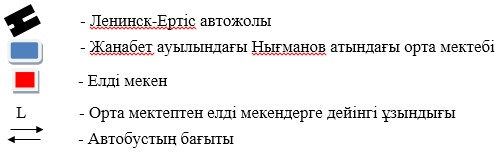 - Ленинск-Ертіс автожолы
- Жаңабет ауылындағы Нығманов атындағы орта мектебі
- Елді мекен
L - Орта мектептен елді мекендерге дейінгі ұзындығы
- Автобустың бағыты